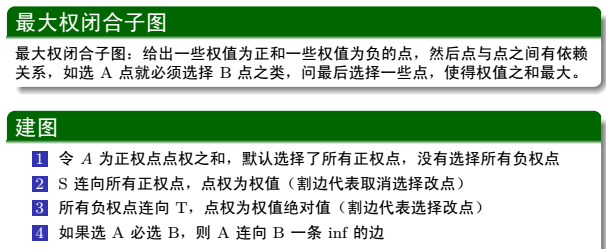 最大权闭合子图
最大权闭合子图：给出一些权值为正和一些权值为负的点，然后点与点之间有依赖
关系，如选 A 点就必须选择 B 点之类，问最后选择一些点，使得权值之和最大。
建图
1 令 A 为正权点点权之和，默认选择了所有正权点，没有选择所有负权点
2 S 连向所有正权点，点权为权值（割边代表取消选择改点）
3 所有负权点连向 T，点权为权值绝对值（割边代表选择改点）
4 如果选 A 必选 B，则 A 连向 B 一条 inf 的边